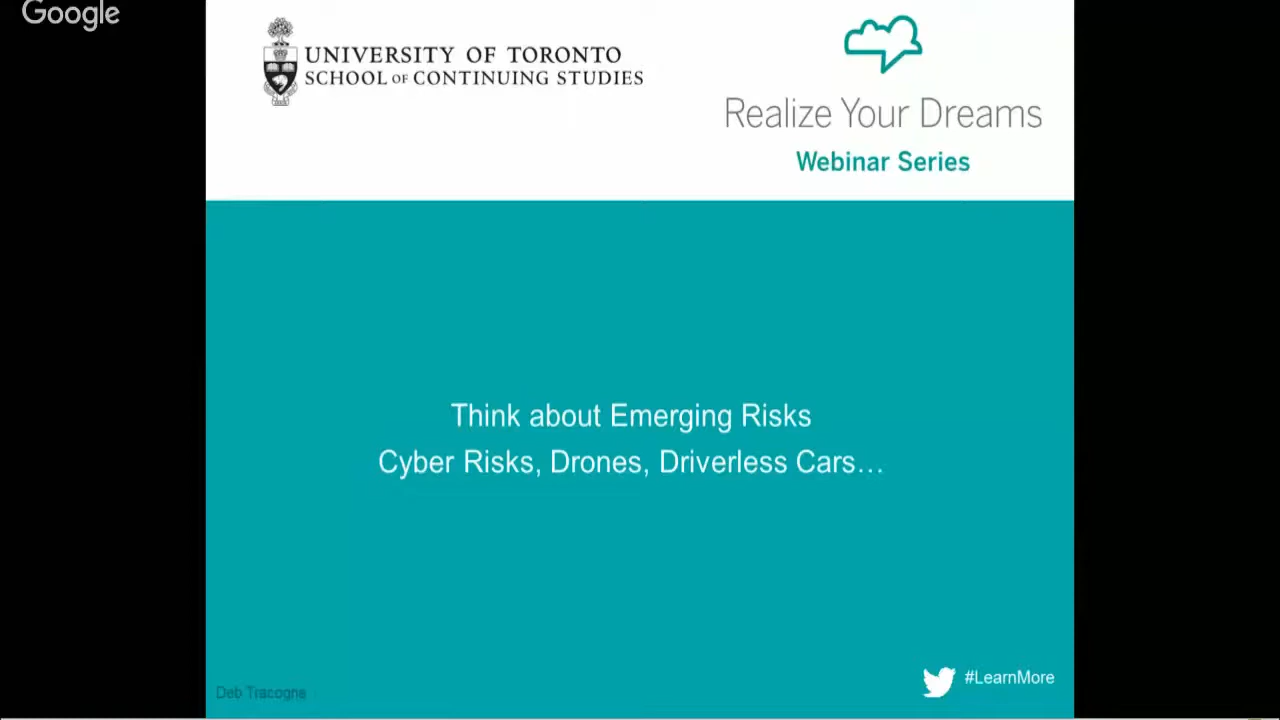 Google
UNIVERSITY OF TORONTO
SCHOOL OF CONTINUING STUDIES
Realize Your Dreams
Webinar Series
Think about Emerging Risks
Cyber Risks, Drones, Driverless Cars…
#LearnMore
Deb Tracogna